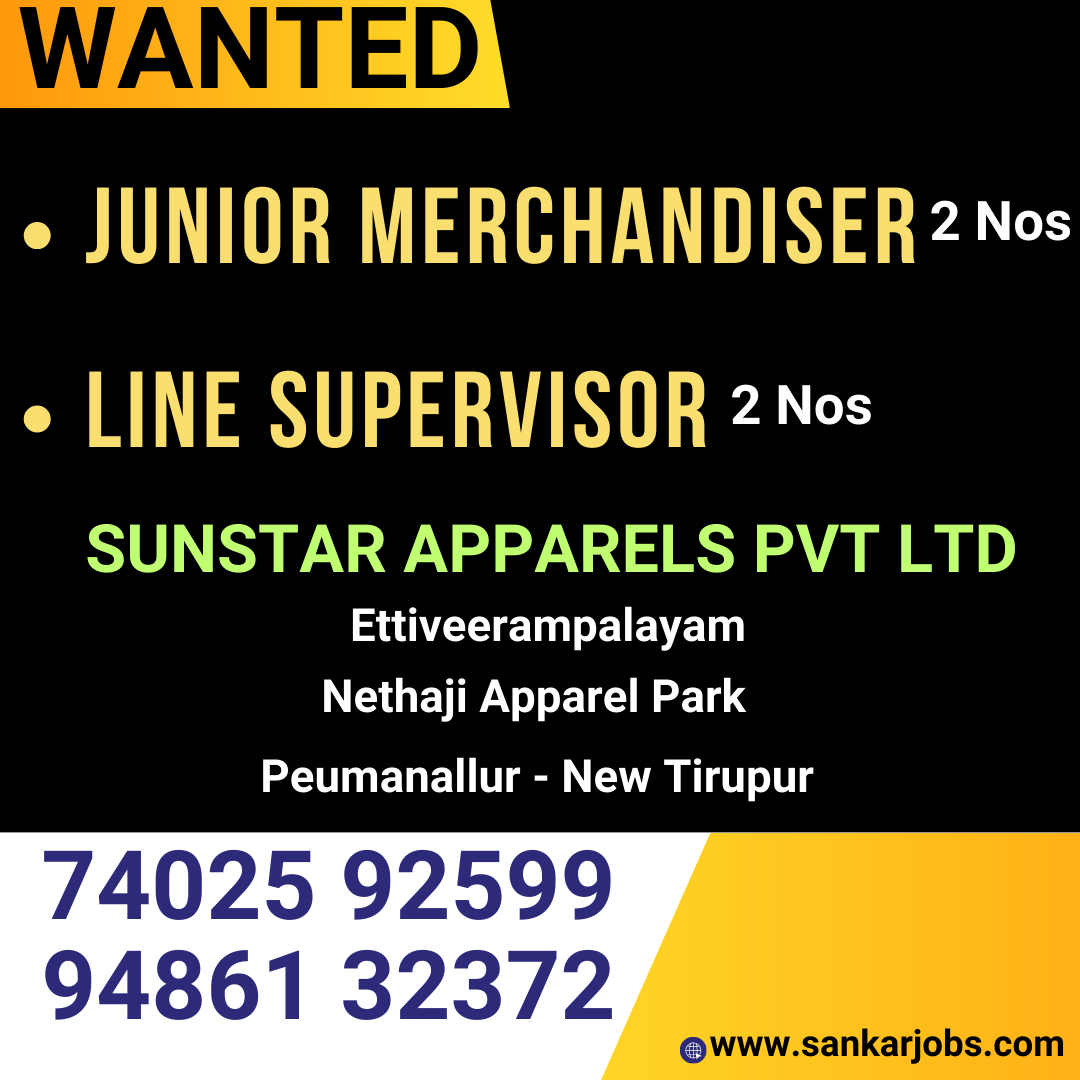 WANTED
• JUNIOR MERCHANDISER 2 Nos
• LINE SUPERVISOR 2 Nos
SUNSTAR APPARELS PVT LTD
Ettiveerampalayam
Nethaji Apparel Park
Peumanallur - New Tirupur
74025 92599
94861 32372
www.sankarjobs.com